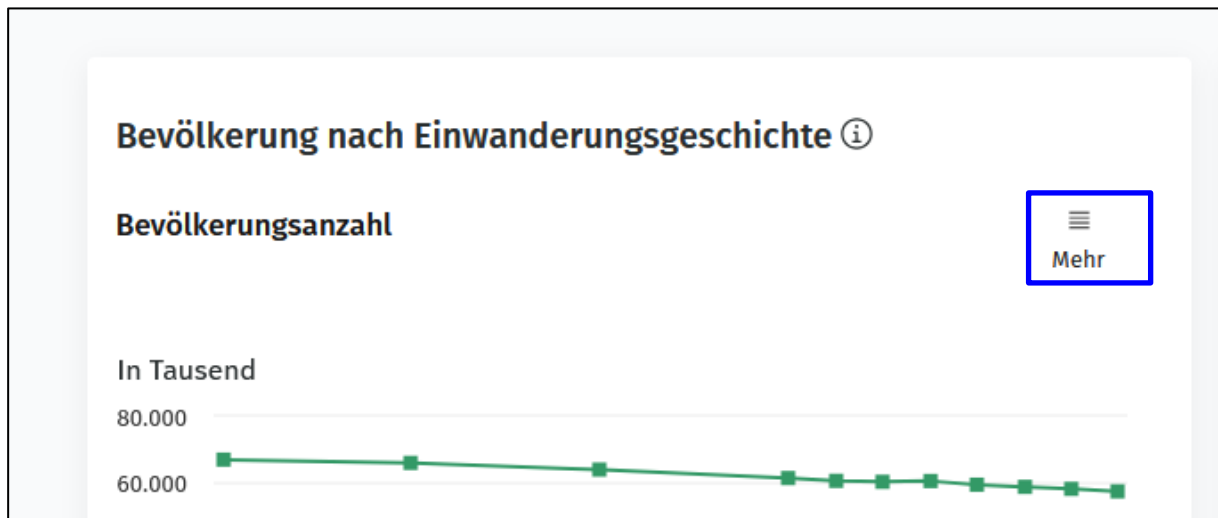 Bevölkerung nach Einwanderungsgeschichte
Bevölkerungsanzahl
Mehr
In Tausend
80.000
60.000